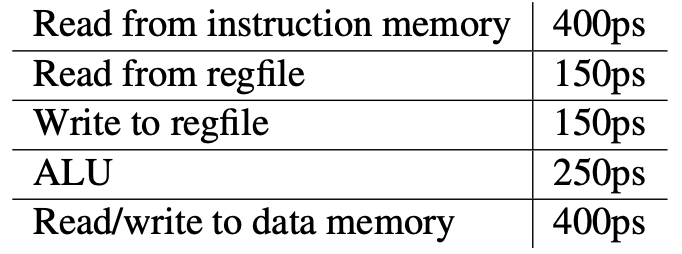 Read from instruction memory 400ps
Read from regfile 150ps
Write to regfile 150ps
ALU 250ps
Read/write to data memory 400ps